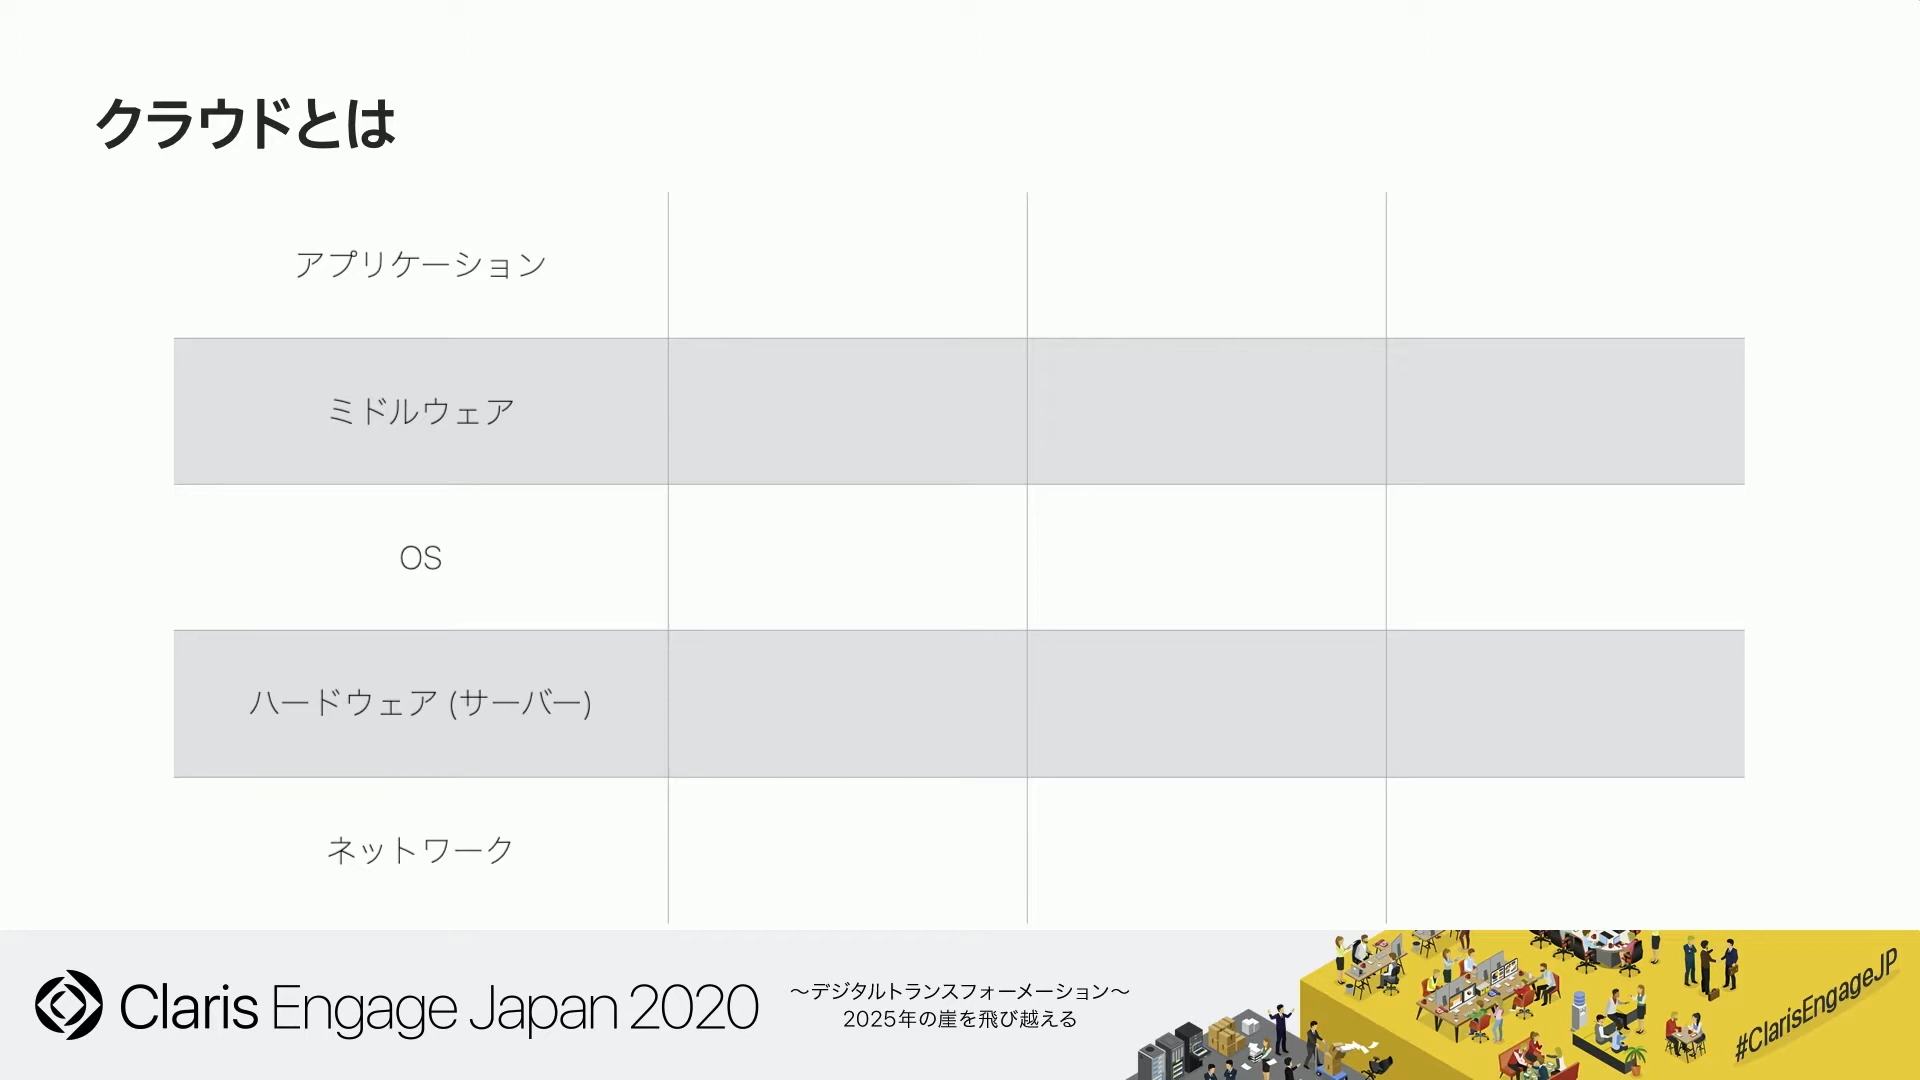 クラウドとは
アプリケーション
ミドルウェア
OS
ハードウェア (サーバー)
ネットワーク
Claris Engage Japan 2020
〜デジタルトランスフォーメーション〜
2025年の崖を飛び越える
#ClarisEngageJP